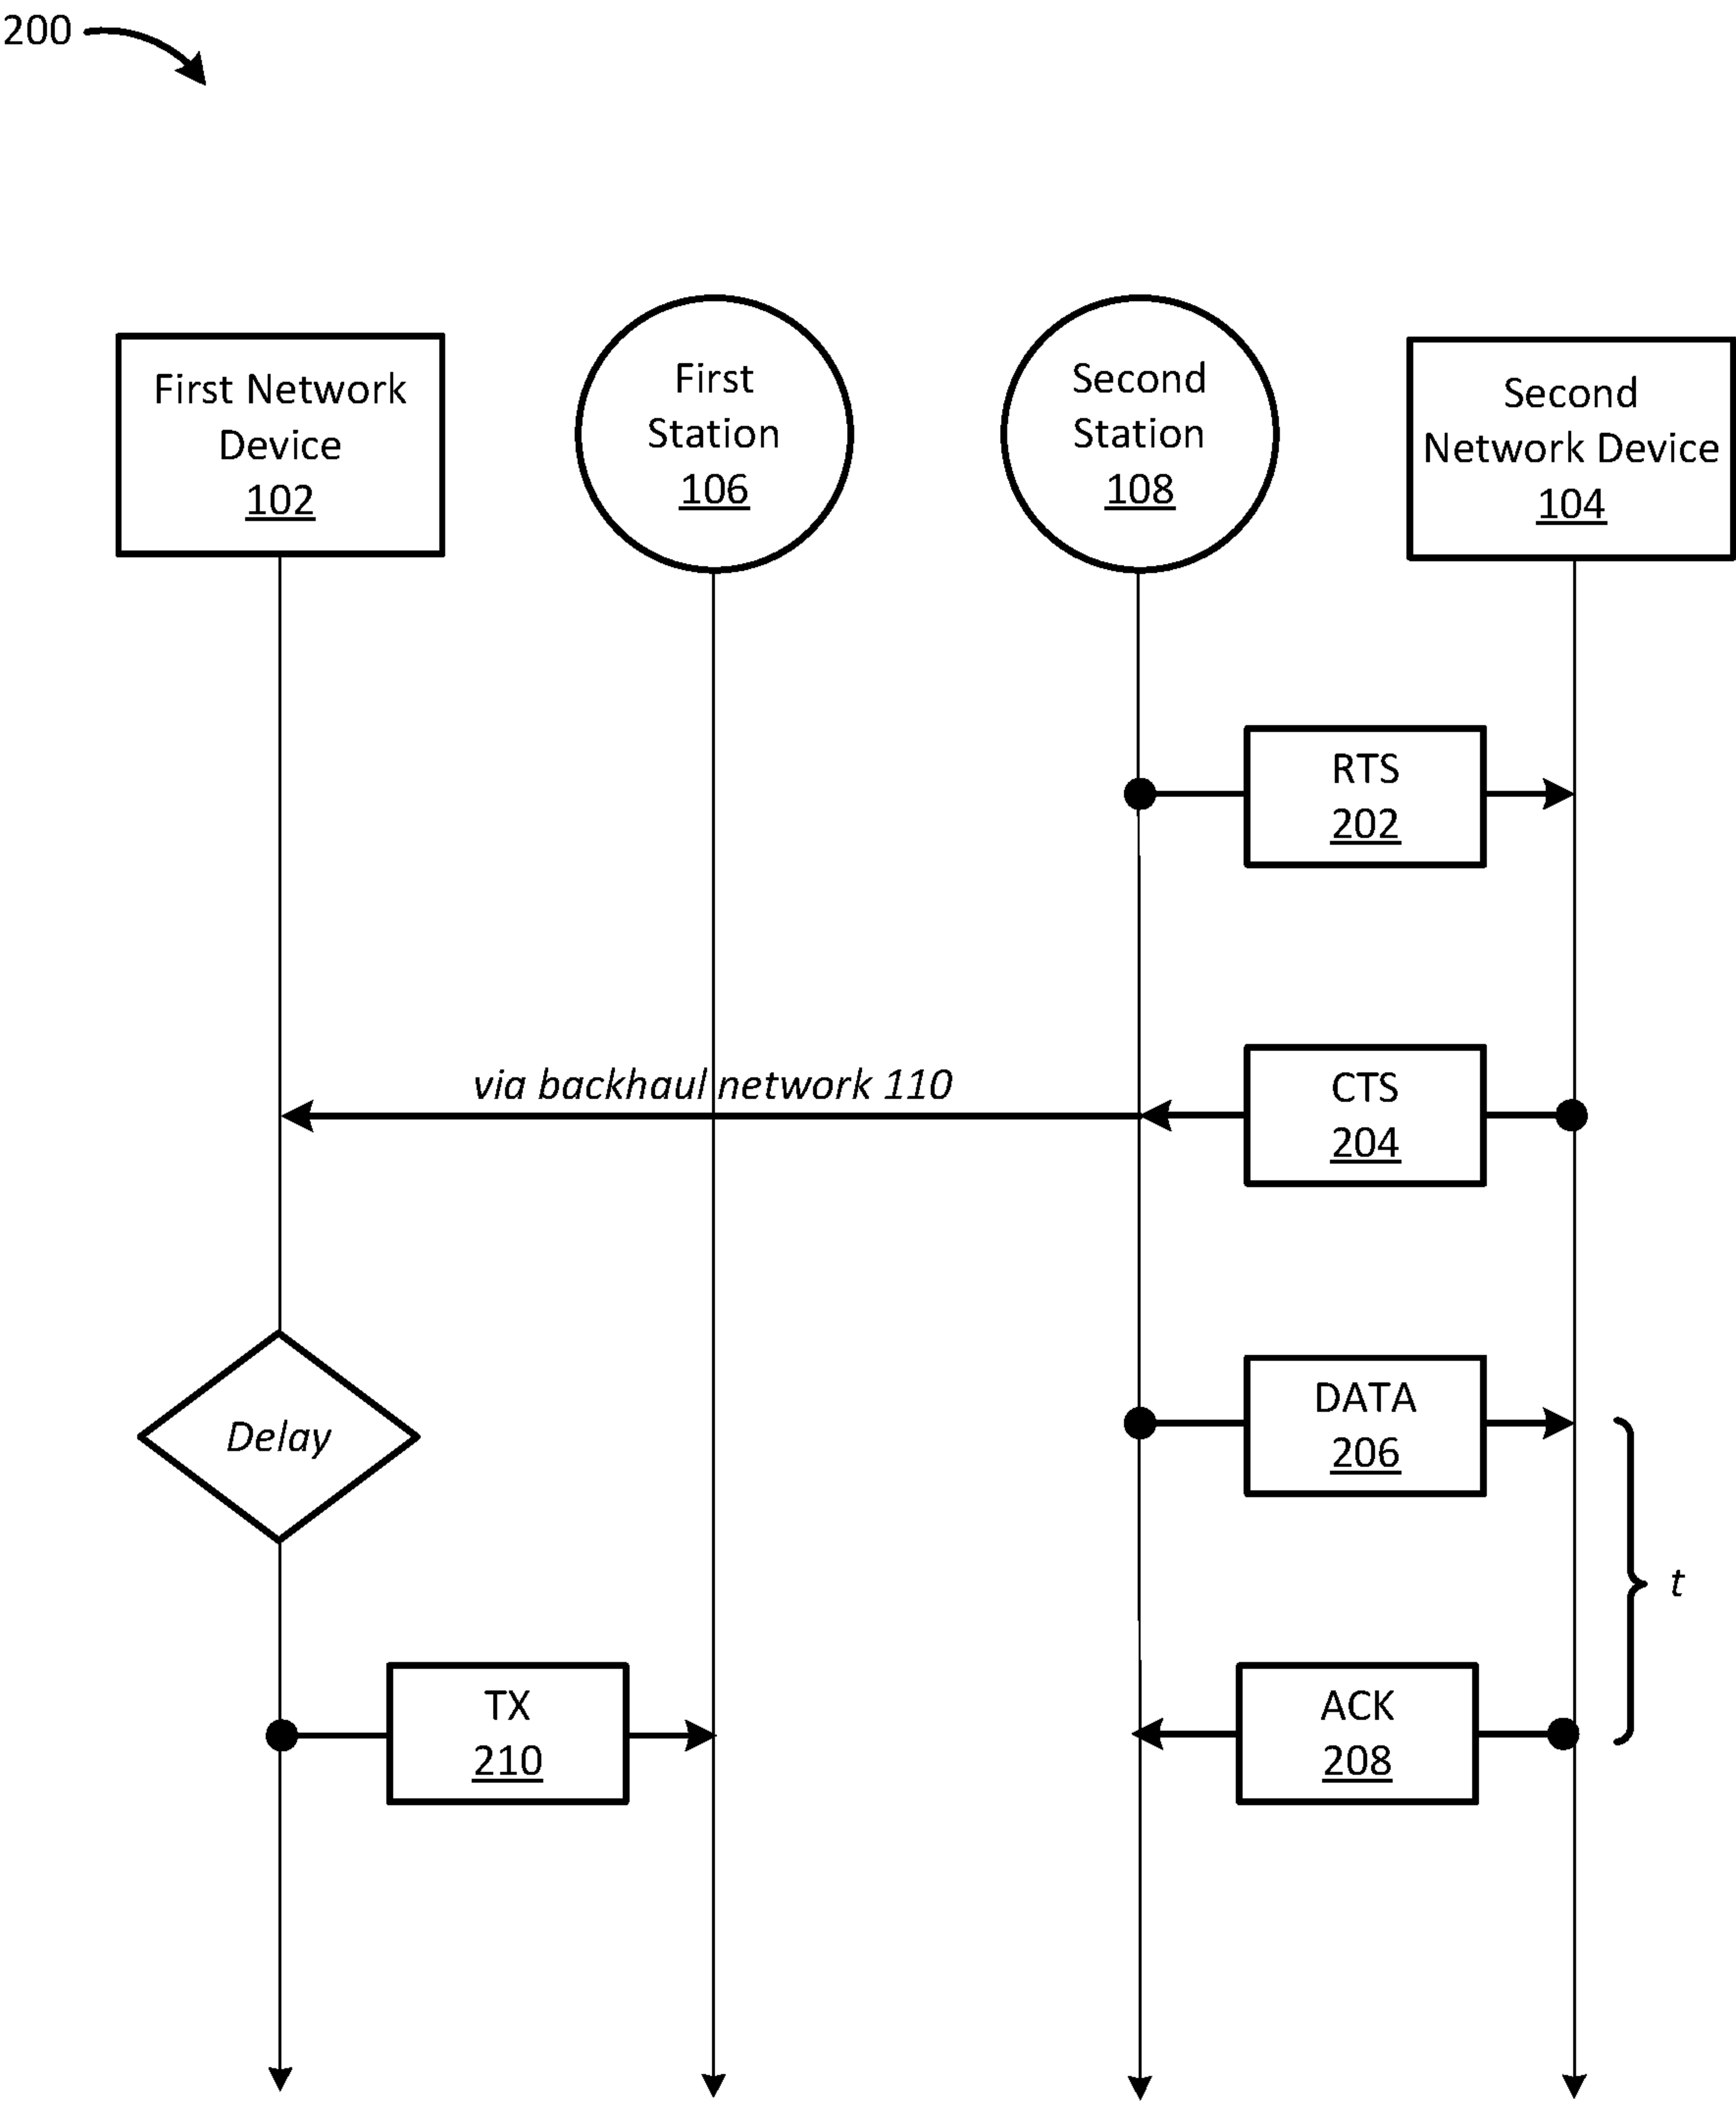 200
First Network
Device
102
First
Station
106
Second
Station
108
Second
Network Device
104
RTS
202
via backhaul network 110
CTS
204
Delay
DATA
206
t
TX
210
ACK
208